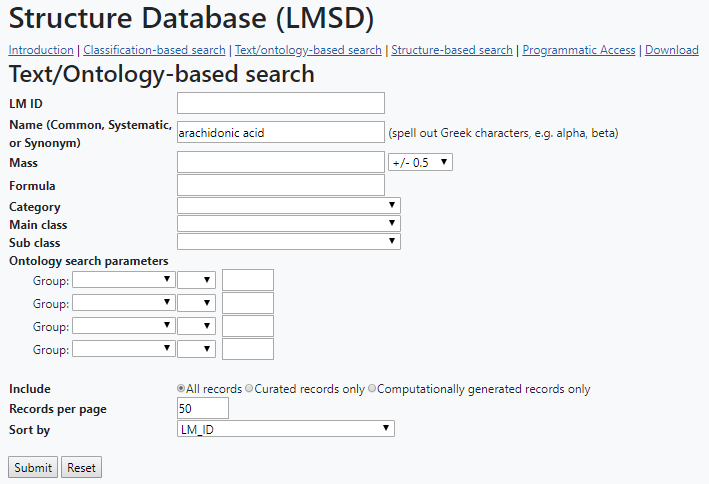 Structure Database (LMSD)
Introduction | Classification-based search | Text/ontology-based search | Structure-based search | Programmatic Access | Download
Text/Ontology-based search
LM ID
Name (Common, Systematic, or Synonym) arachidonic acid (spell out Greek characters, e.g. alpha, beta)
Mass +/- 0.5
Formula
Category
Main class
Sub class
Ontology search parameters
Group:
Group:
Group:
Group:
Include All records Curated records only Computationally generated records only
Records per page 50
Sort by LM_ID
Submit Reset